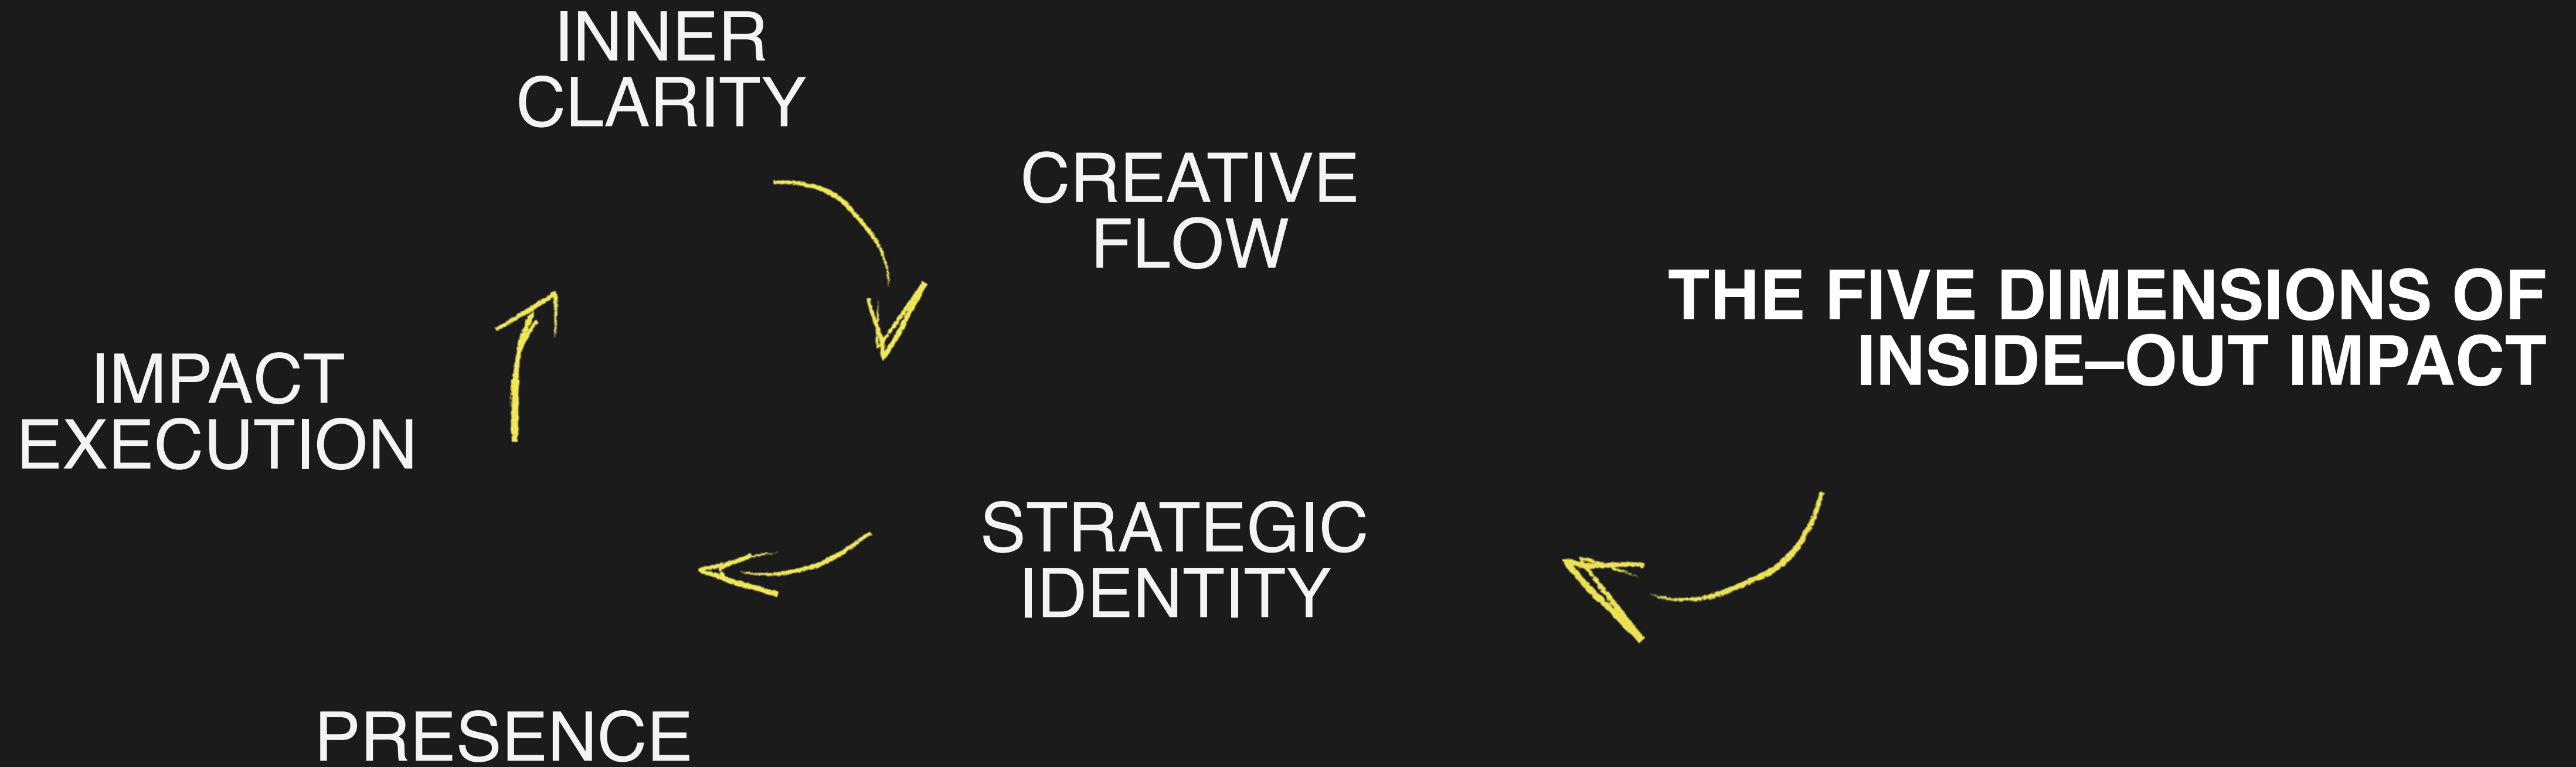 INNER
CLARITY
CREATIVE
FLOW
THE FIVE DIMENSIONS OF
INSIDE–OUT IMPACT
IMPACT
EXECUTION
STRATEGIC
IDENTITY
PRESENCE